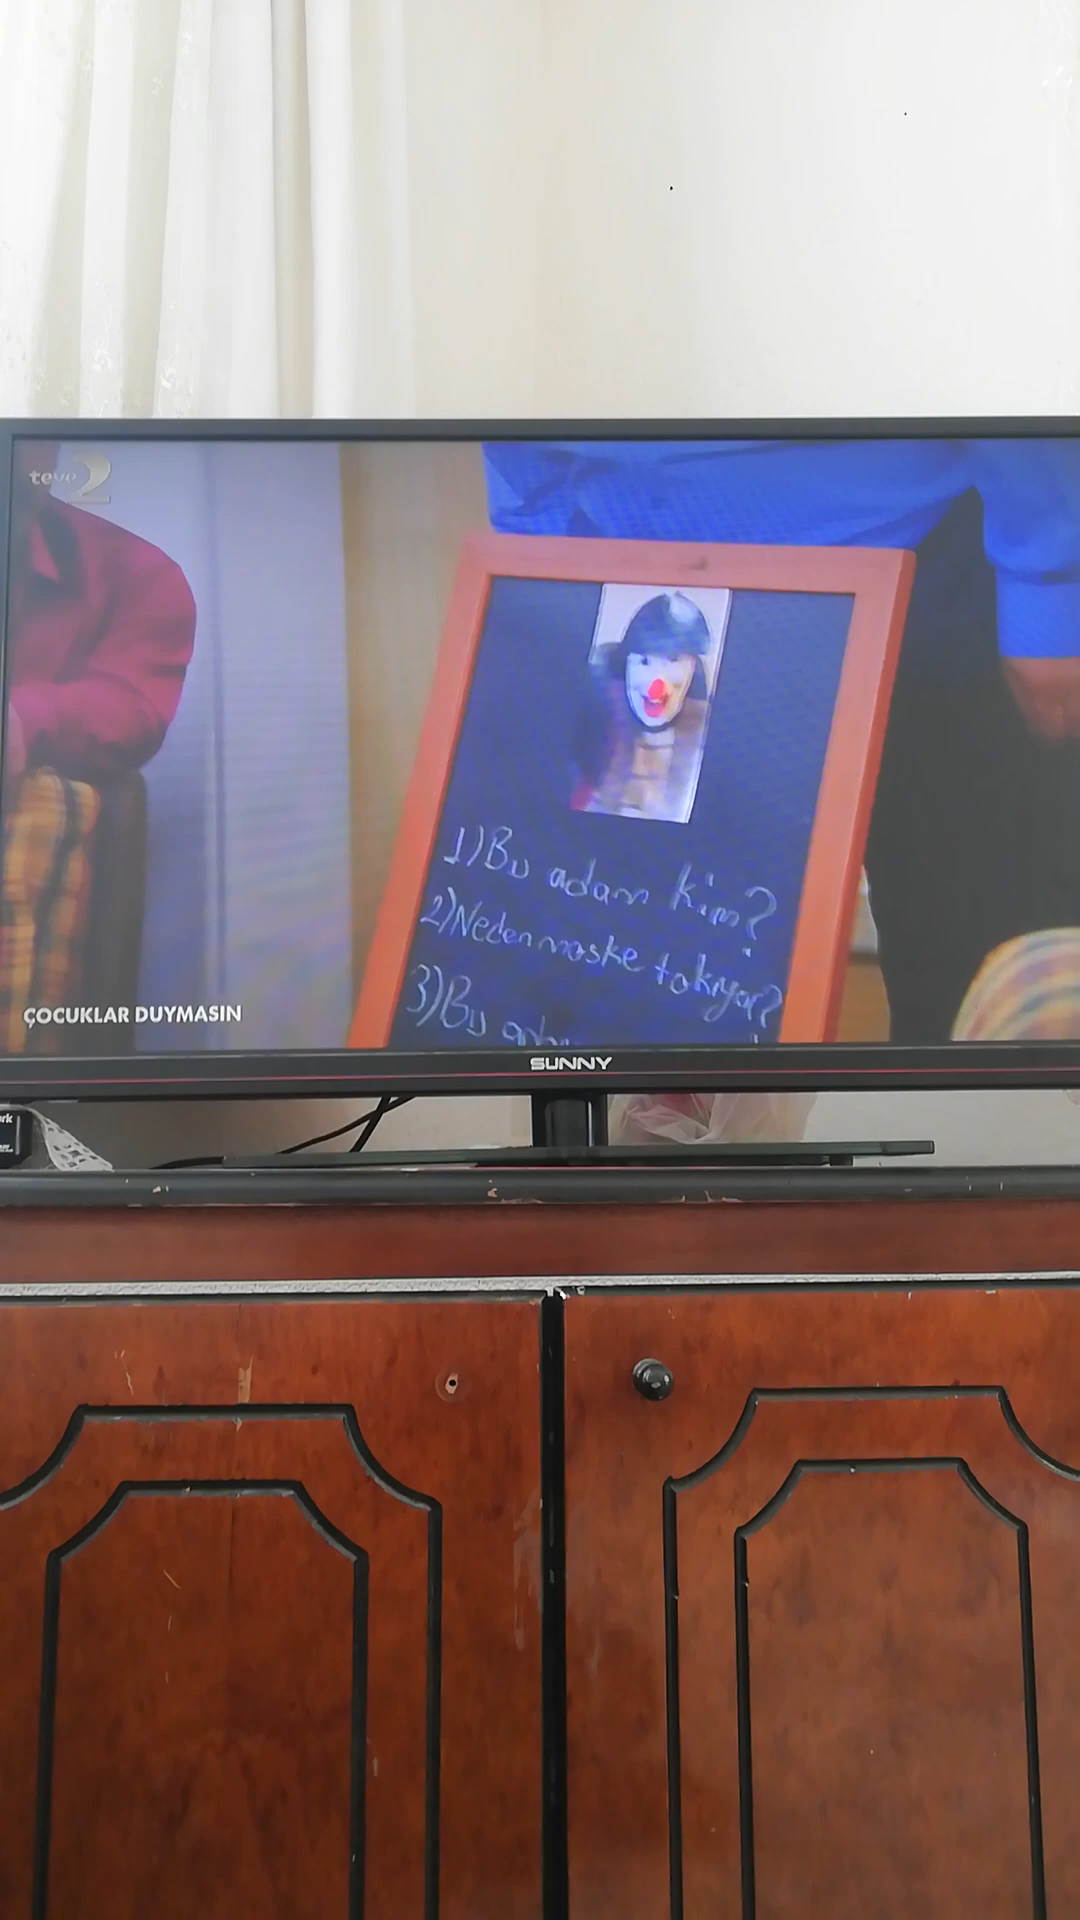 teve2
1) Bu adam kim?
2) Neden maske takıyor?
3) Bu
ÇOCUKLAR DUYMASIN
SUNNY